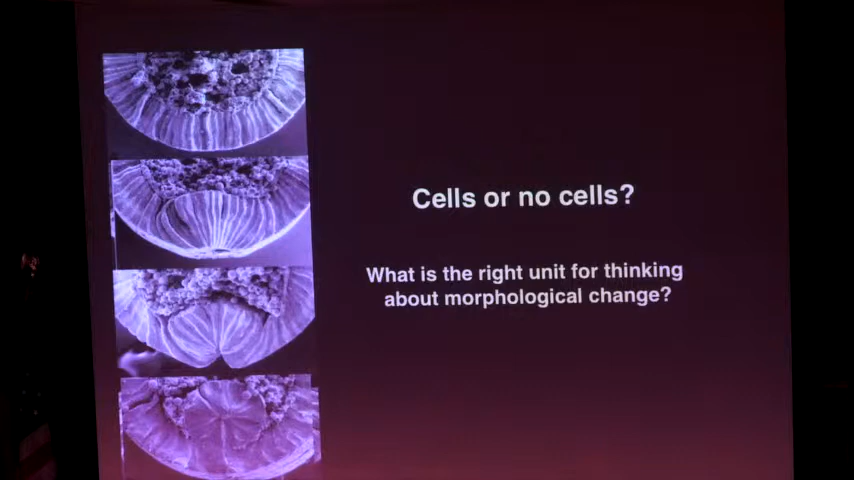 Cells or no cells?
What is the right unit for thinking
about morphological change?